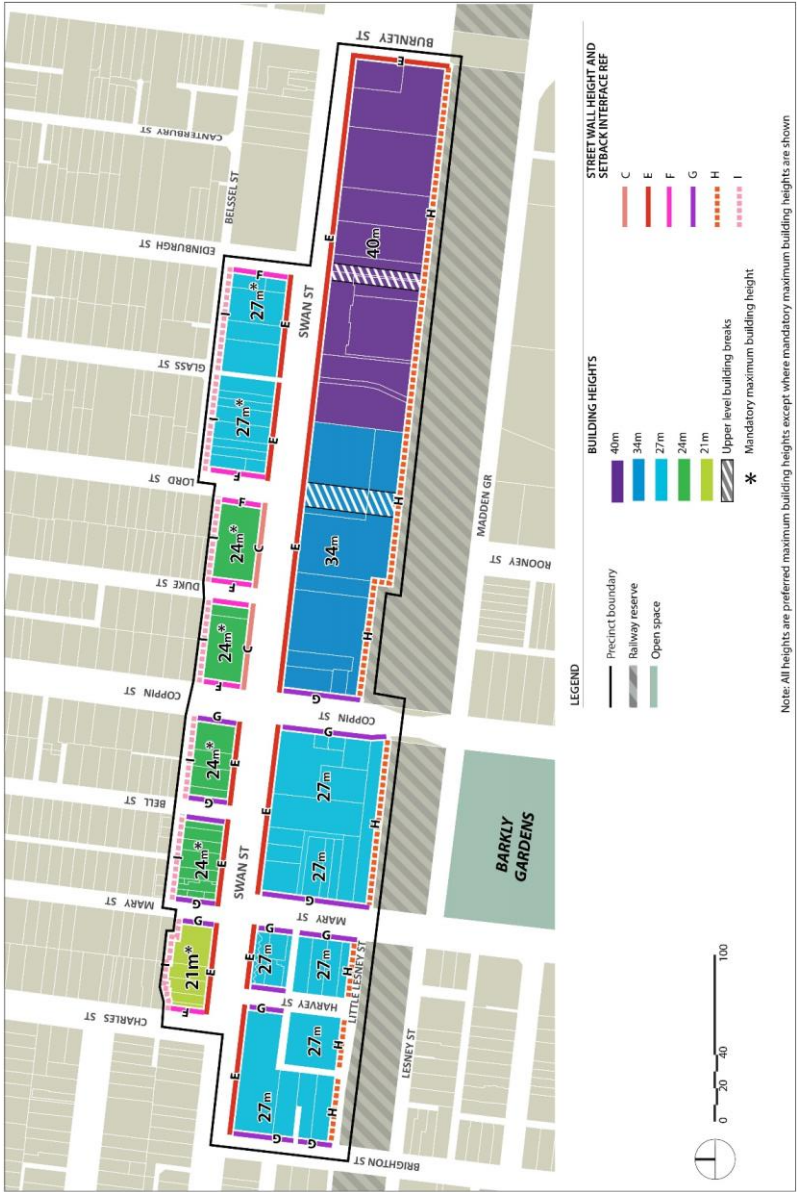 CHARLES ST
MARY ST
BELL ST
COPPIN ST
DUKE ST
LORD ST
GLASS ST
EDINBURGH ST
BELSSEL ST
CANTERBURY ST
BURNLEY ST
I
21m*
F
G
E
I
24m*
G
E
I
24m*
G
G
E
I
24m*
F
C
I
24m*
F
F
C
I
27m*
F
E
I
27m*
F
E
SWAN ST
SWAN ST
E
27m
G
G
G
27m
H
H
E
27m
G
27m
G
H
HARVEY ST
LITTLE LESNEY ST
MARY ST
E
27m
27m
G
G
H
COPPIN ST
G
E
34m
H
H
E
40m
E
H
H
BRIGHTON ST
LESNEY ST
BARKLY
GARDENS
MADDEN GR
ROONEY ST
0 20 40 100
LEGEND
Precinct boundary
Railway reserve
Open space
BUILDING HEIGHTS
40m
34m
27m
24m
21m
Upper level building breaks
* Mandatory maximum building height
STREET WALL HEIGHT AND
SETBACK INTERFACE REF
C
E
F
G
H
I
Note: All heights are preferred maximum building heights except where mandatory maximum building heights are shown